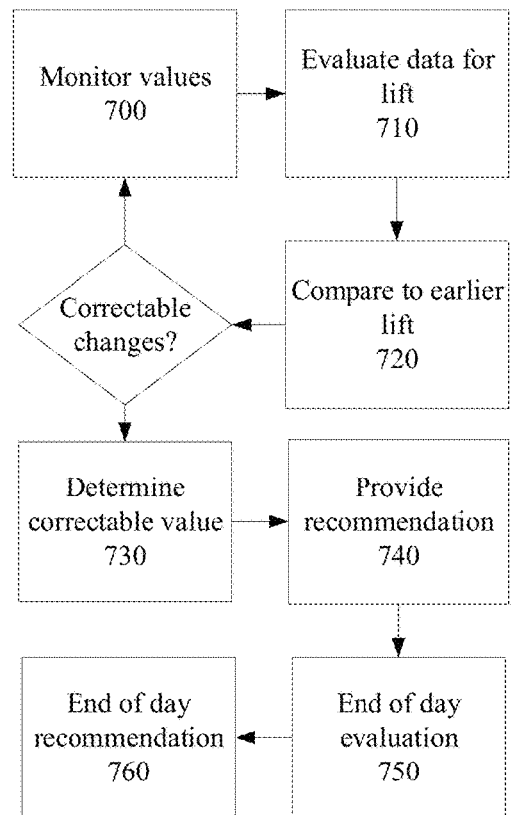 Monitor values
700
Evaluate data for
lift
710
Compare to earlier
lift
720
Correctable
changes?
Determine
correctable value
730
Provide
recommendation
740
End of day
evaluation
750
End of day
recommendation
760